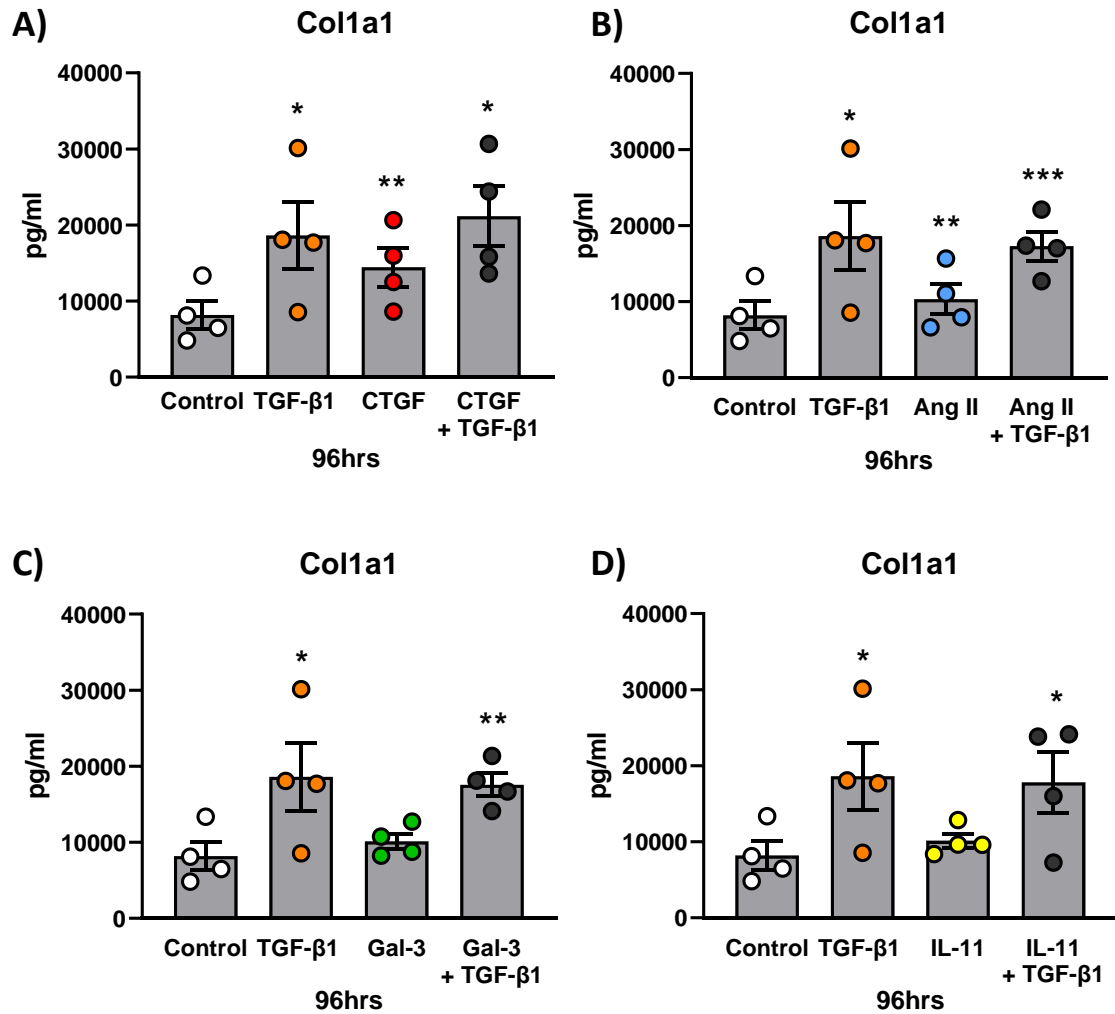 A)
Col1a1
pg/ml
40000
30000
20000
10000
0
*
**
*
Control TGF-β1 CTGF CTGF
+ TGF-β1
96hrs
B)
Col1a1
pg/ml
40000
30000
20000
10000
0
*
**
***
Control TGF-β1 Ang II Ang II
+ TGF-β1
96hrs
C)
Col1a1
pg/ml
40000
30000
20000
10000
0
*
**
Control TGF-β1 Gal-3 Gal-3
+ TGF-β1
96hrs
D)
Col1a1
pg/ml
40000
30000
20000
10000
0
*
*
Control TGF-β1 IL-11 IL-11
+ TGF-β1
96hrs